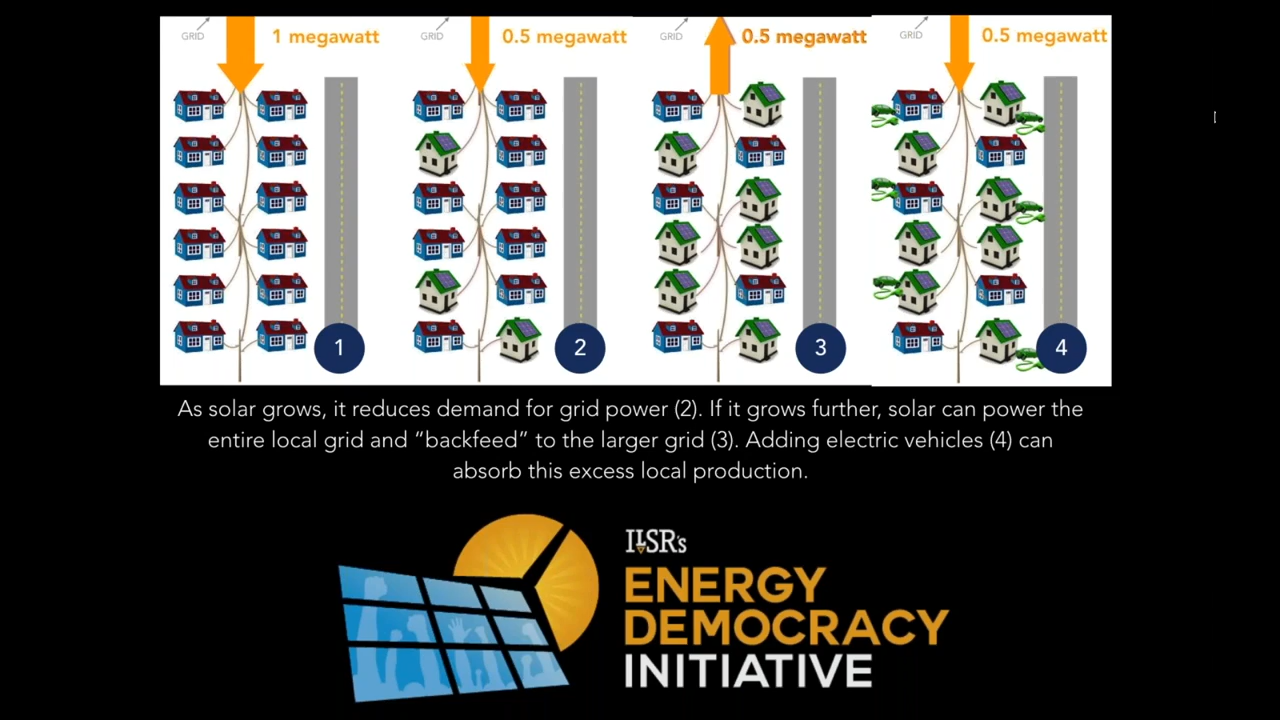 GRID 1 megawatt
GRID 0.5 megawatt
GRID 0.5 megawatt
GRID 0.5 megawatt
1
2
3
4
As solar grows, it reduces demand for grid power (2). If it grows further, solar can power the
entire local grid and “backfeed” to the larger grid (3). Adding electric vehicles (4) can
absorb this excess local production.
ILSR's
ENERGY
DEMOCRACY
INITIATIVE